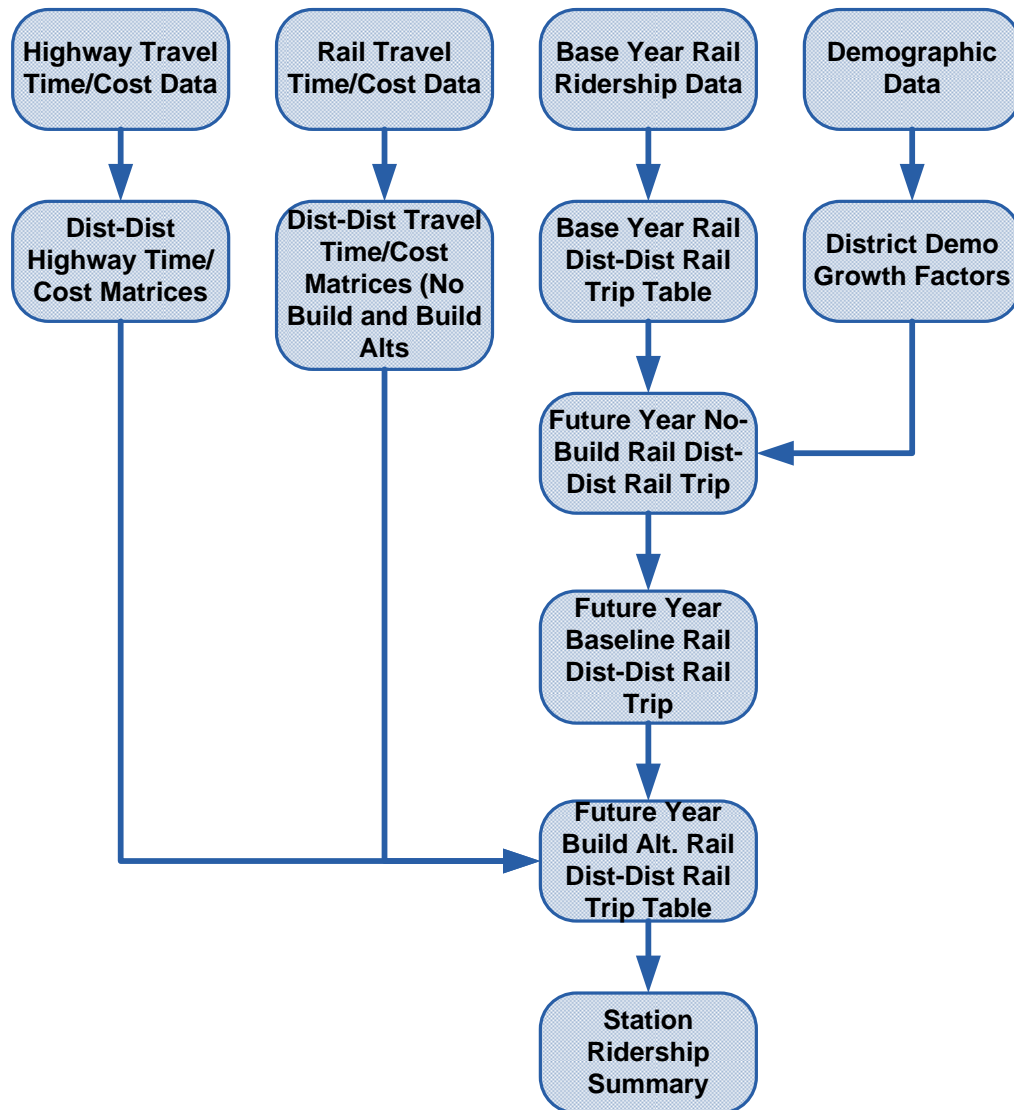 Highway Travel
Time/Cost Data
Rail Travel
Time/Cost Data
Base Year Rail
Ridership Data
Demographic
Data
Dist-Dist
Highway Time/
Cost Matrices
Dist-Dist Travel
Time/Cost
Matrices (No
Build and Build
Alts
Base Year Rail
Dist-Dist Rail
Trip Table
District Demo
Growth Factors
Future Year No-
Build Rail Dist-
Dist Rail Trip
Future Year
Baseline Rail
Dist-Dist Rail
Trip
Future Year
Build Alt. Rail
Dist-Dist Rail
Trip Table
Station
Ridership
Summary